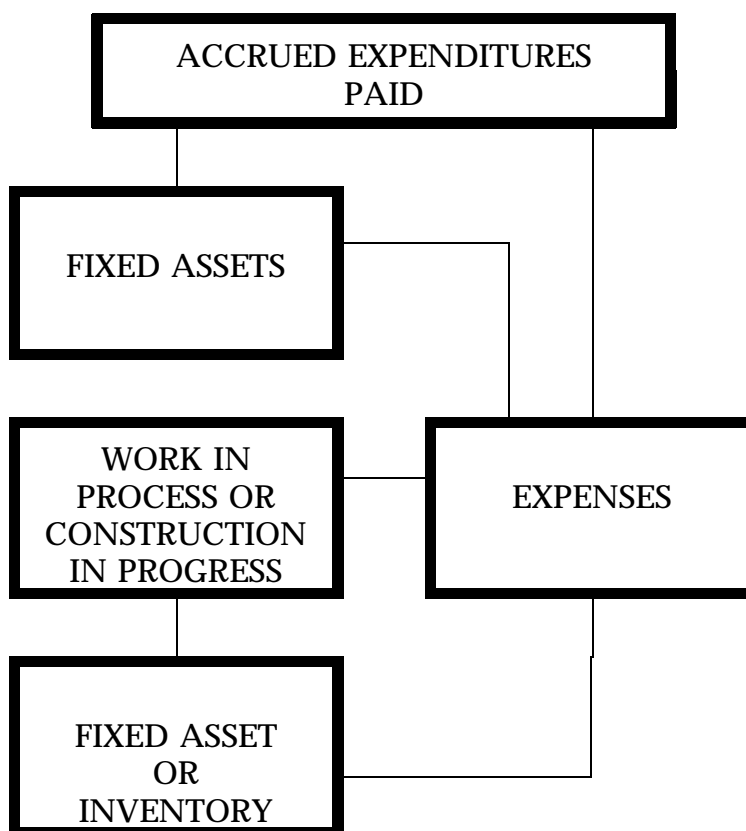 ACCRUED EXPENDITURES
PAID
FIXED ASSETS
WORK IN
PROCESS OR
CONSTRUCTION
IN PROGRESS
EXPENSES
FIXED ASSET
OR
INVENTORY